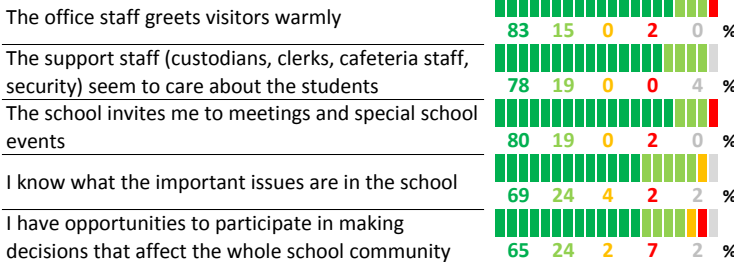 The office staff greets visitors warmly
83 15 0 2 0 %
The support staff (custodians, clerks, cafeteria staff,
security) seem to care about the students
78 19 0 0 4 %
The school invites me to meetings and special school
events
80 19 0 2 0 %
I know what the important issues are in the school
69 24 4 2 2 %
I have opportunities to participate in making
decisions that affect the whole school community
65 24 2 7 2 %